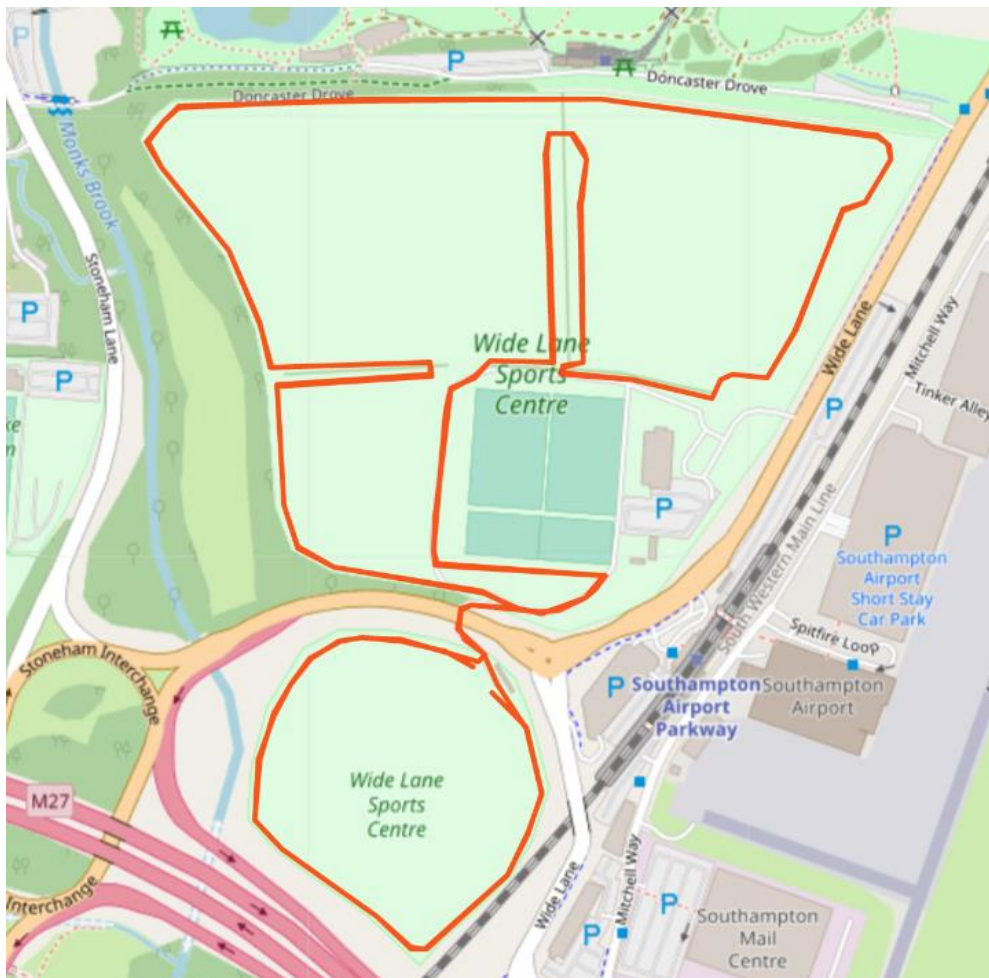 P
P
Doncaster Drove
Doncaster Drove
Monks Brook
Stoneham Lane
P
P
Wide Lane
Sports
Centre
Wide Lane
Mitchell Way
Tinker Alley
P
P
P
South Western Main Line
Southampton
Airport
Short Stay
Car Park
Spitfire Loop
Stoneham Interchange
P
Southampton
Airport
Parkway
Southampton
Airport
Wide Lane
Sports
Centre
M27
Interchange
Wide Lane
Mitchell Way
P
P
Southampton
Mail
Centre